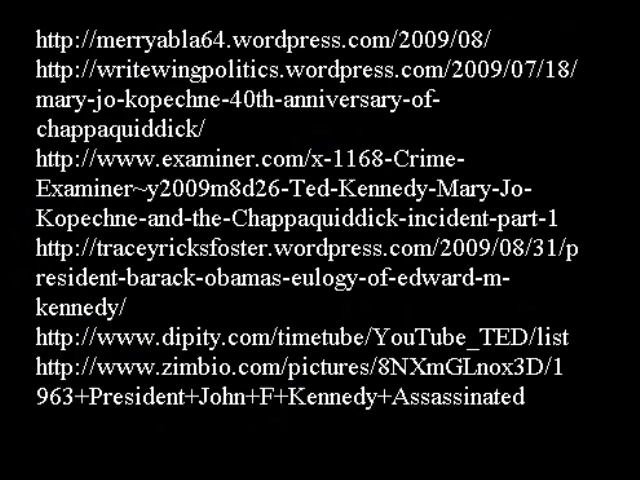 http://merryabla64.wordpress.com/2009/08/
http://writewingpolitics.wordpress.com/2009/07/18/
mary-jo-kopechne-40th-anniversary-of-
chappaquiddick/
http://www.examiner.com/x-1168-Crime-
Examiner~y2009m8d26-Ted-Kennedy-Mary-Jo-
Kopechne-and-the-Chappaquiddick-incident-part-1
http://traceyricksfoster.wordpress.com/2009/08/31/p
resident-barack-obamas-eulogy-of-edward-m-
kennedy/
http://www.dipity.com/timetube/YouTube_TED/list
http://www.zimbio.com/pictures/8NXmGLnox3D/1
963+President+John+F+Kennedy+Assassinated